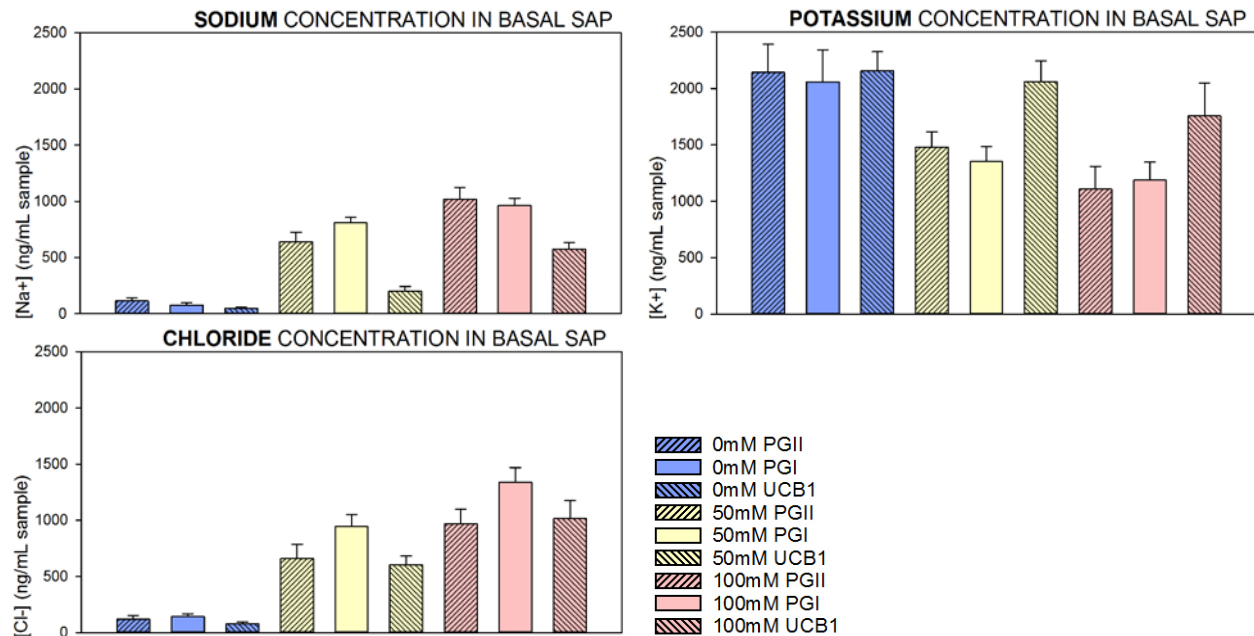 SODIUM CONCENTRATION IN BASAL SAP
2500
2000
1500
1000
500
0
[Na+] (ng/mL sample)
POTASSIUM CONCENTRATION IN BASAL SAP
2500
2000
1500
1000
500
0
[K+] (ng/mL sample)
CHLORIDE CONCENTRATION IN BASAL SAP
2500
2000
1500
1000
500
0
[Cl-] (ng/mL sample)
0mM PGII
0mM PGI
0mM UCB1
50mM PGII
50mM PGI
50mM UCB1
100mM PGII
100mM PGI
100mM UCB1